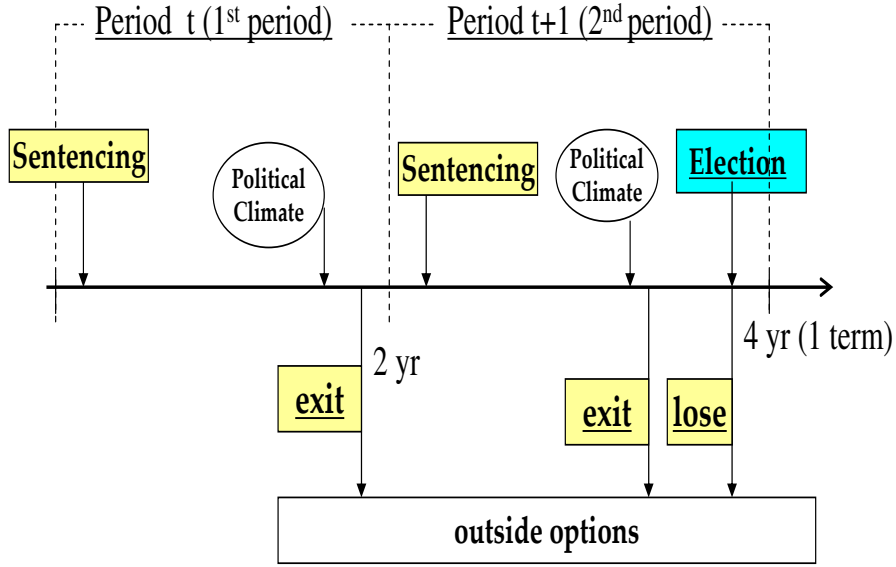 Period t (1st period)
Period t+1 (2nd period)
Sentencing
Political
Climate
Sentencing
Political
Climate
Election
2 yr
4 yr (1 term)
exit
exit
lose
outside options